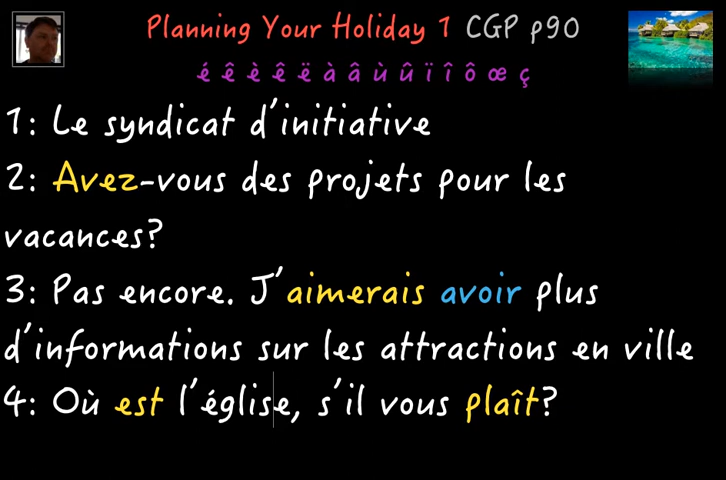 Planning Your Holiday 1 CGP p90
é ê è ê ë à â ù û ï î ô œ ç
1: Le syndicat d'initiative
2: Avez-vous des projets pour les
vacances?
3: Pas encore. J'aimerais avoir plus
d'informations sur les attractions en ville
4: Où est l'église, s'il vous plaît?